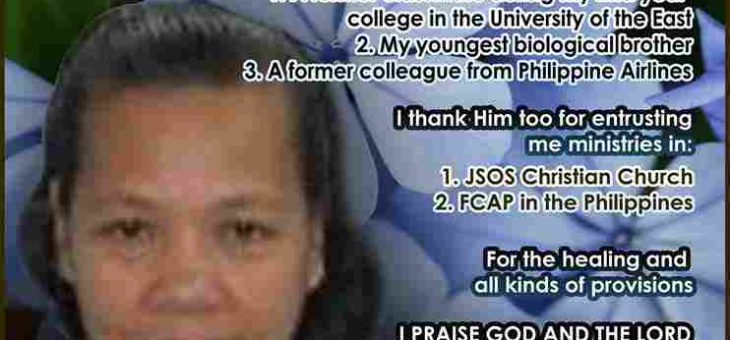 college in the University of the East
2. My youngest biological brother
3. A former colleague from Philippine Airlines
I thank Him too for entrusting
me ministries in:
1. JSOS Christian Church
2. FCAP in the Philippines
For the healing and
all kinds of provisions
I PRAISE GOD AND THE LORD